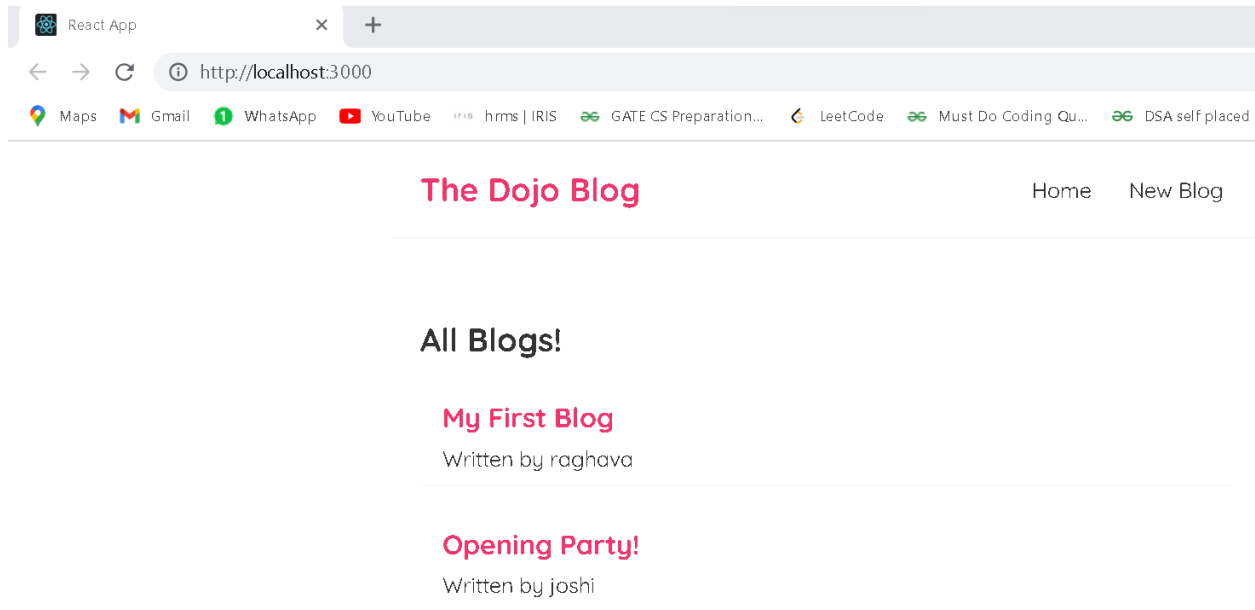 React App
http://localhost:3000
Maps Gmail 1 WhatsApp YouTube iris hrms | IRIS GATE CS Preparation... LeetCode Must Do Coding Qu... DSA self placed
The Dojo Blog Home New Blog
All Blogs!
My First Blog
Written by raghava
Opening Party!
Written by joshi